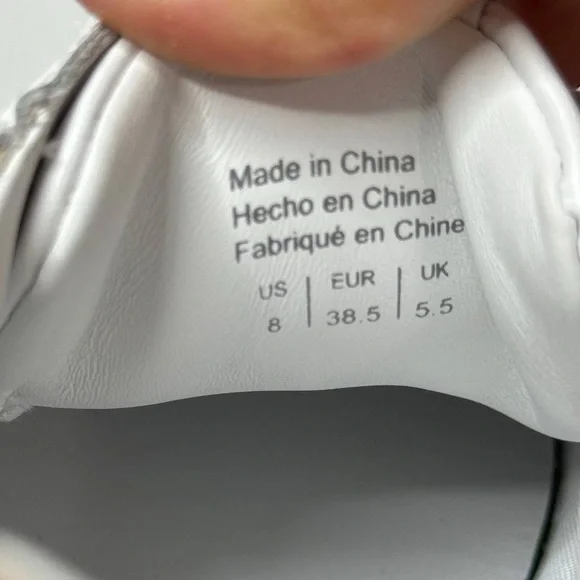 Made in China
Hecho en China
Fabriqué en Chine
US | EUR | UK
8 | 38.5 | 5.5